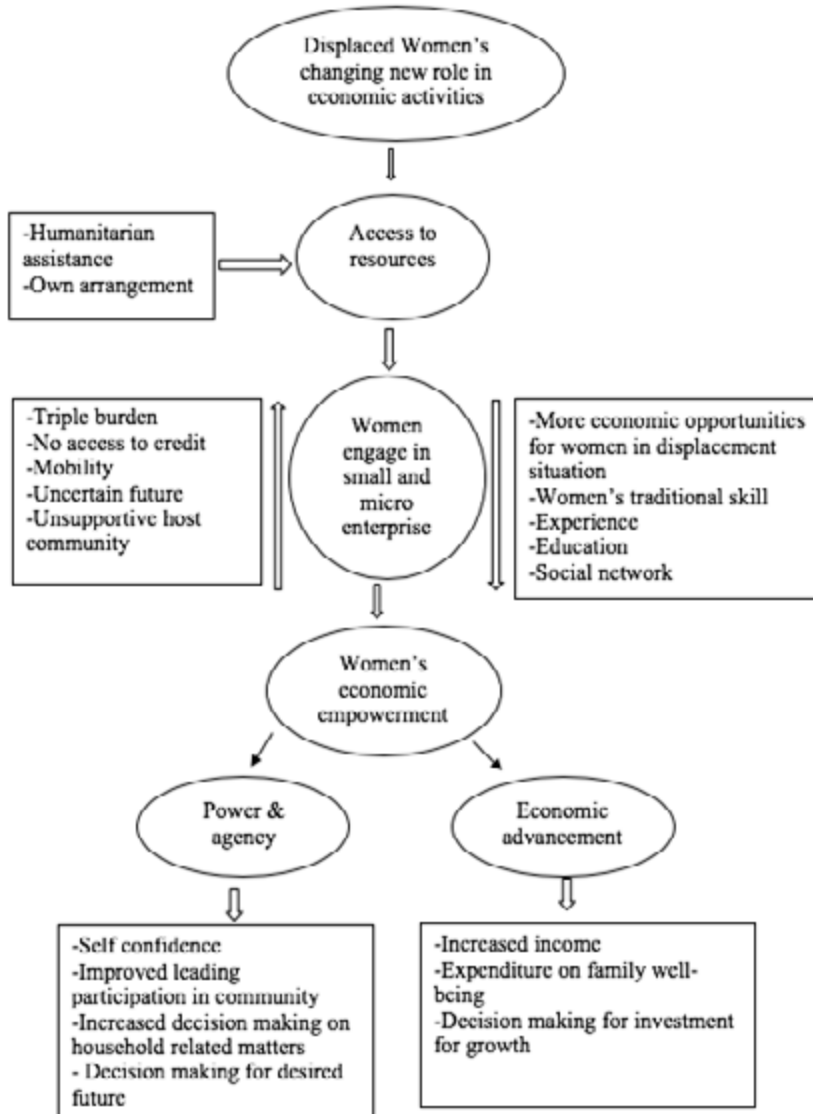 Displaced Women's
changing new role in
economic activities
-Humanitarian
assistance
-Own arrangement
Access to
resources
-Triple burden
-No access to credit
-Mobility
-Uncertain future
-Unsupportive host
community
Women
engage in
small and
micro
enterprise
-More economic opportunities
for women in displacement
situation
-Women's traditional skill
-Experience
-Education
-Social network
Women's
economic
empowerment
Power &
agency
Economic
advancement
-Self confidence
-Improved leading
participation in community
-Increased decision making on
household related matters
- Decision making for desired
future
-Increased income
-Expenditure on family well-
being
-Decision making for investment
for growth